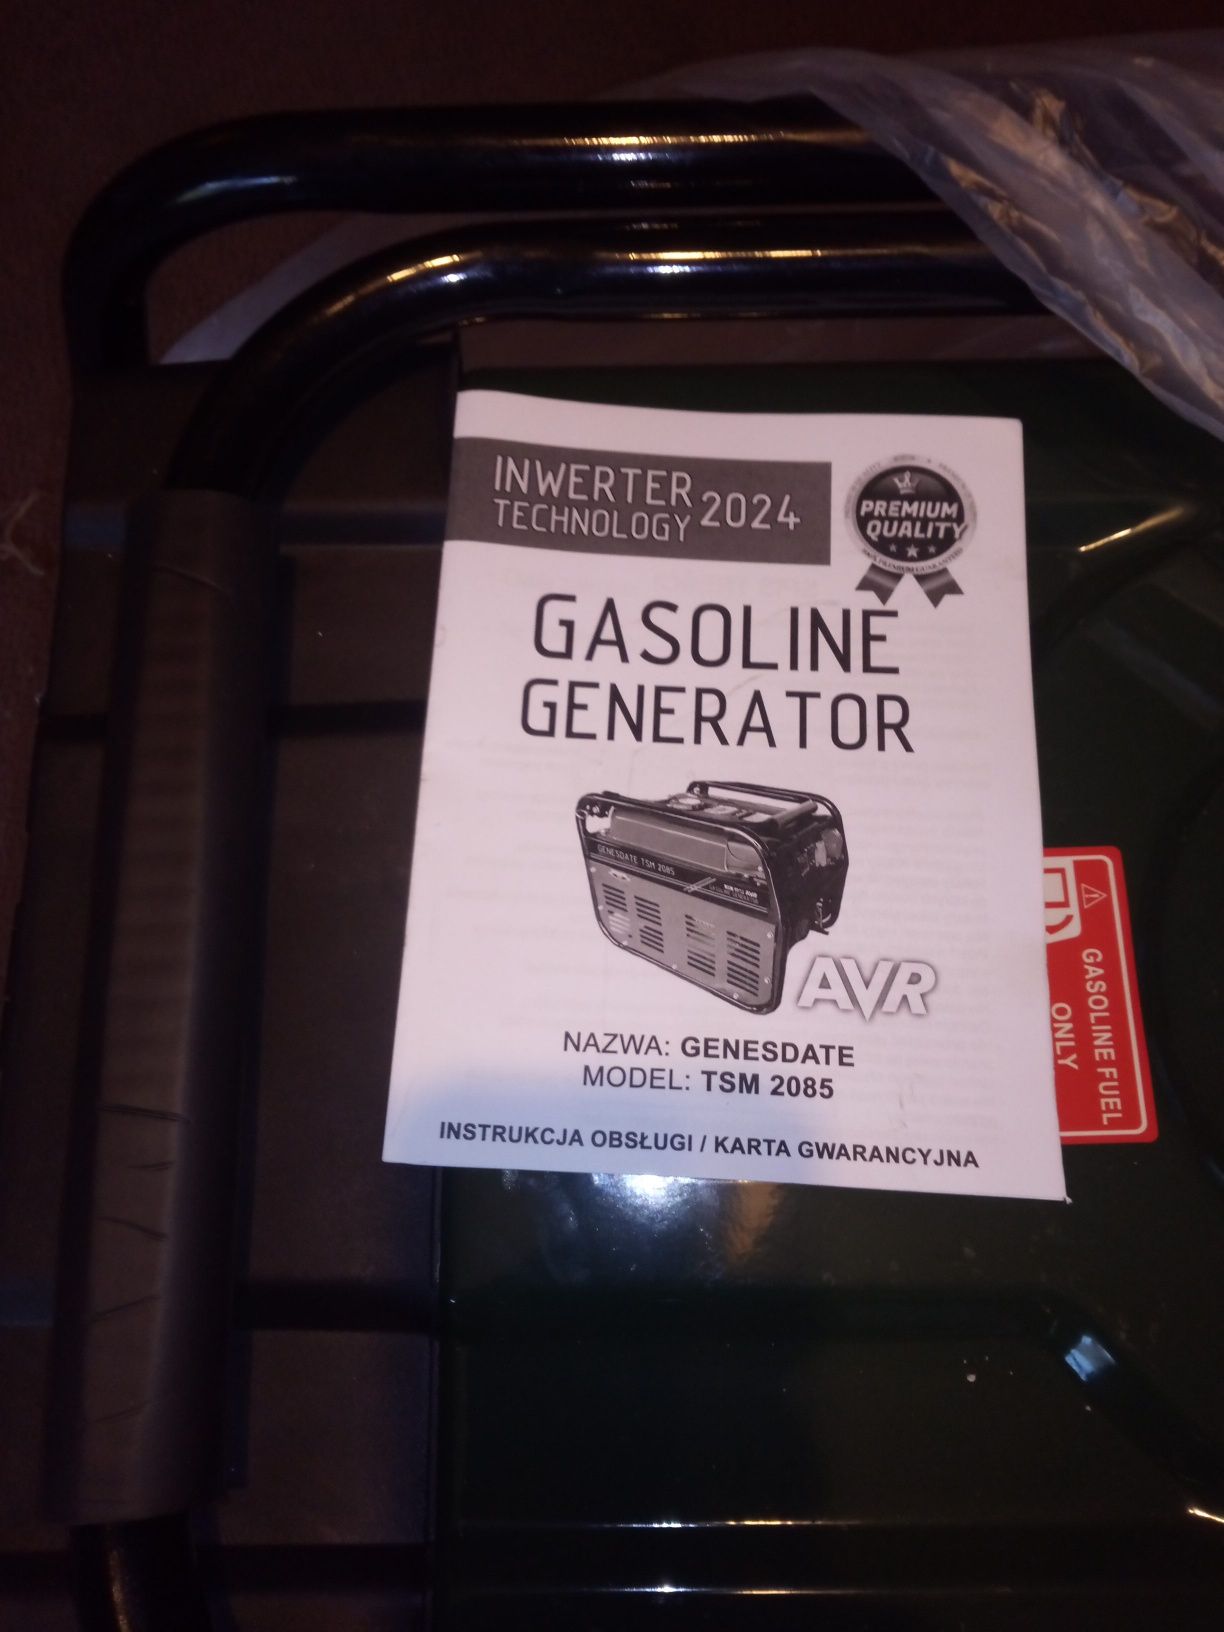 INWERTER
TECHNOLOGY 2024
PREMIUM
QUALITY
GASOLINE
GENERATOR
GENESDATE TSM 2085
AVR
AVR
NAZWA: GENESDATE
MODEL: TSM 2085
INSTRUKCJA OBSŁUGI / KARTA GWARANCYJNA
GASOLINE FUEL
ONLY